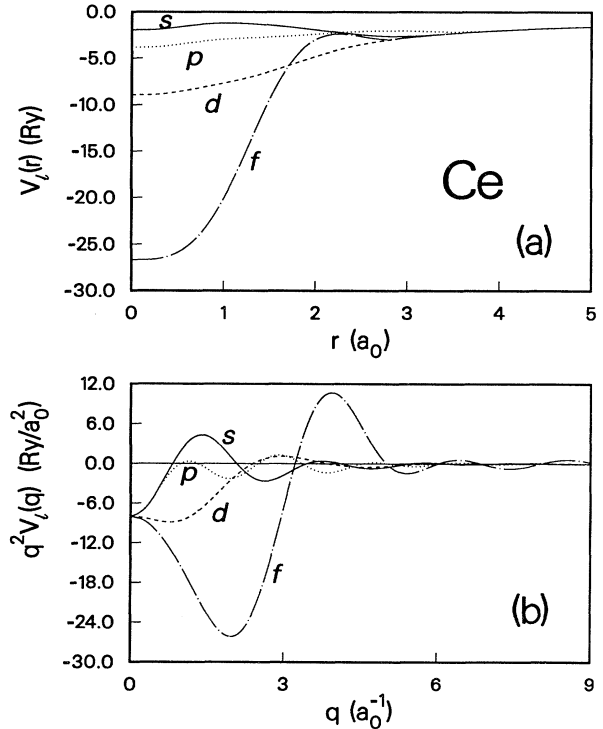 0.0
-5.0
-10.0
-15.0
-20.0
-25.0
-30.0
V_l(r) (Ry)
s
p
d
f
Ce
(a)
0 1 2 3 4 5
r (a_0)
12.0
6.0
0.0
-6.0
-12.0
-18.0
-24.0
-30.0
q^2V_l(q) (Ry/a_0^2)
s
p
d
f
(b)
0 3 6 9
q (a_0^{-1})